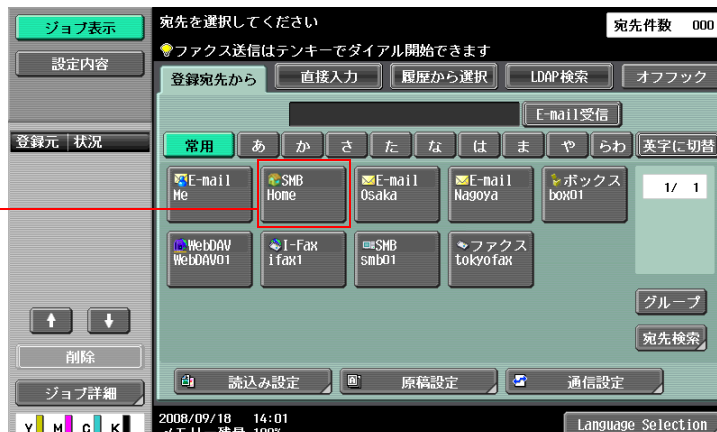 ジョブ表示
設定内容
登録元 状況
削除
ジョブ詳細
Y M C K
宛先を選択してください
宛先件数 000
ファクス送信はテンキーでダイアル開始できます
登録宛先から 直接入力 履歴から選択 LDAP検索 オフフック
E-mail受信
常用 あ か さ た な は ま や らわ 英字に切替
E-mail SMB E-mail E-mail ボックス
Me Home Osaka Nagoya box01
1/ 1
WebDAV I-Fax SMB ファクス
WebDAV01 ifax1 smb01 tokyofax
グループ
宛先検索
読込み設定 原稿設定 通信設定
2008/09/18 14:01
メモリー残量 100%
Language Selection